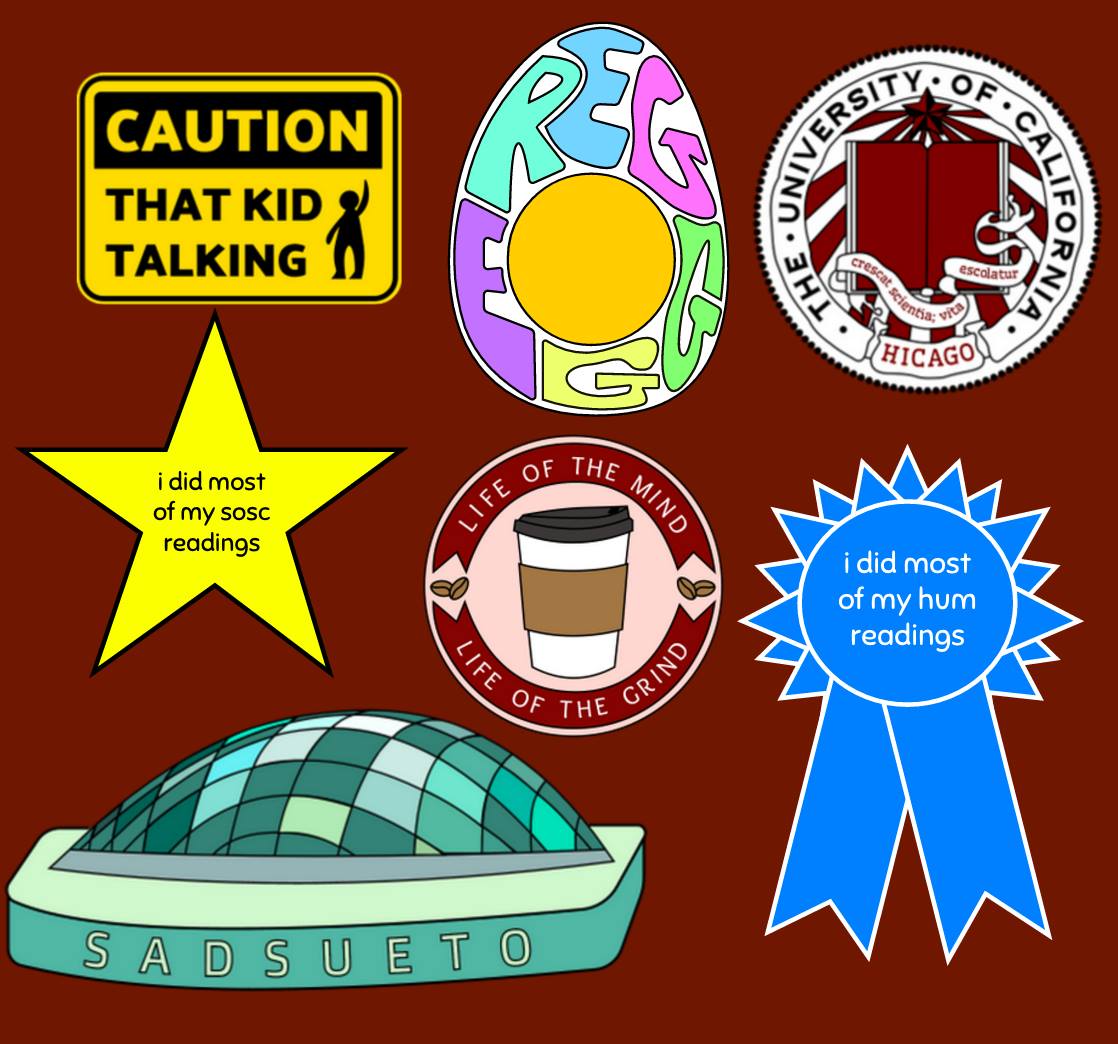 CAUTION
THAT KID
TALKING
REG
EGG
• THE • UNIVERSITY • OF • CALIFORNIA •
crescat scientia; vita
escolatur
HICAGO
i did most
of my sosc
readings
LIFE OF THE MIND
LIFE OF THE GRIND
i did most
of my hum
readings
SADSUETO